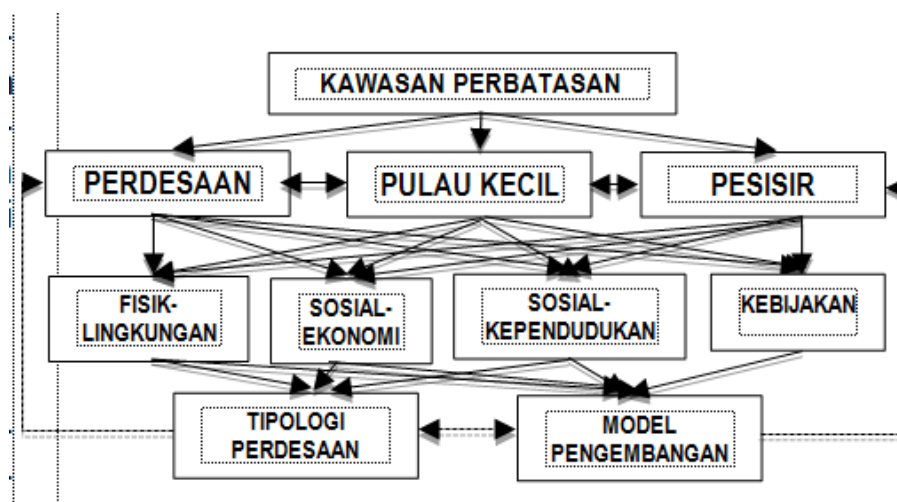 KAWASAN PERBATASAN
PERDESAAN
PULAU KECIL
PESISIR
FISIK-
LINGKUNGAN
SOSIAL-
EKONOMI
SOSIAL-
KEPENDUDUKAN
KEBIJAKAN
TIPOLOGI
PERDESAAN
MODEL
PENGEMBANGAN